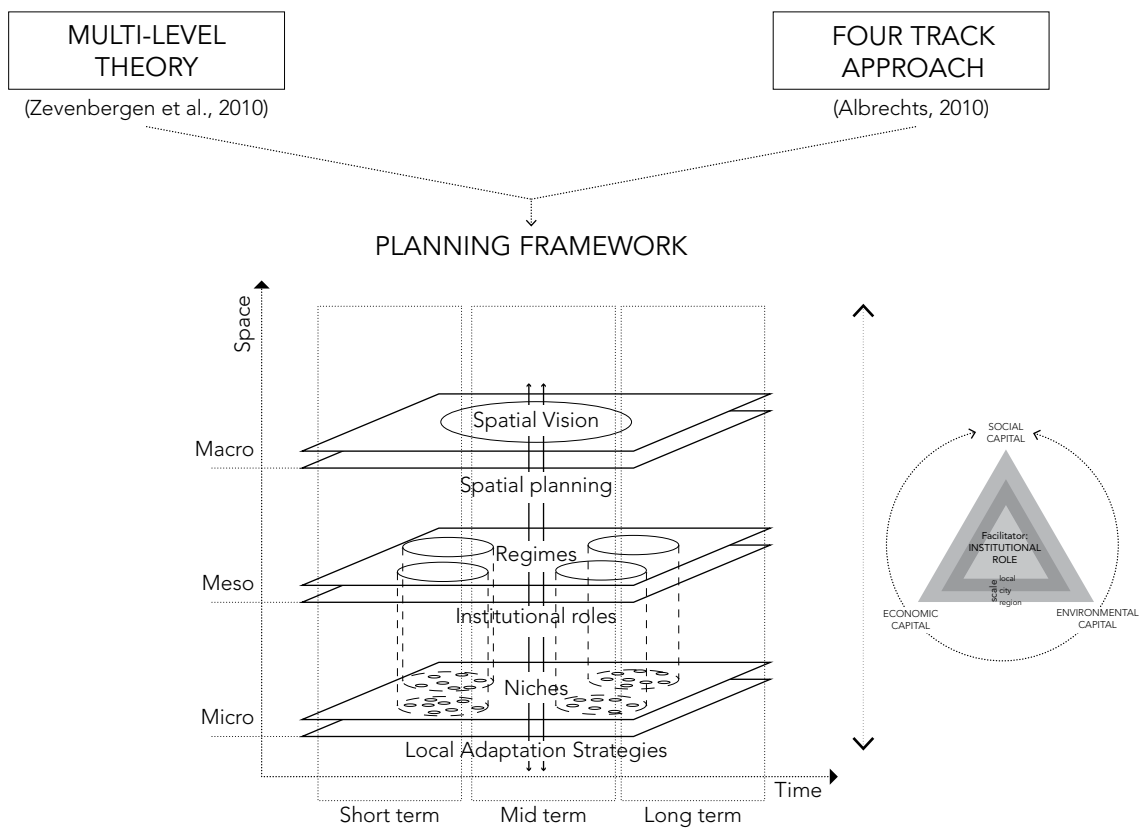 MULTI-LEVEL
THEORY
(Zevenbergen et al., 2010)
FOUR TRACK
APPROACH
(Albrechts, 2010)
PLANNING FRAMEWORK
Space
Spatial Vision
Macro
Spatial planning
Regimes
Meso
Institutional roles
Niches
Micro
Local Adaptation Strategies
Time
Short term
Mid term
Long term
SOCIAL
CAPITAL
Facilitator:
INSTITUTIONAL
ROLE
scale
local
city
region
ECONOMIC
CAPITAL
ENVIRONMENTAL
CAPITAL